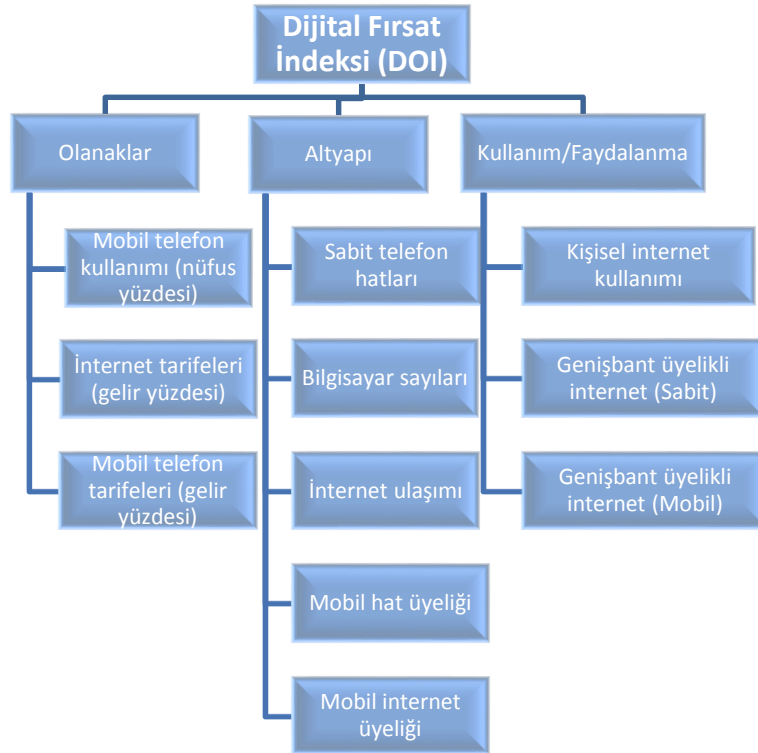 Dijital Fırsat
İndeksi (DOI)
Olanaklar
Mobil telefon
kullanımı (nüfus
yüzdesi)
İnternet tarifeleri
(gelir yüzdesi)
Mobil telefon
tarifeleri (gelir
yüzdesi)
Altyapı
Sabit telefon
hatları
Bilgisayar sayıları
İnternet ulaşımı
Mobil hat üyeliği
Mobil internet
üyeliği
Kullanım/Faydalanma
Kişisel internet
kullanımı
Genişbant üyelikli
internet (Sabit)
Genişbant üyelikli
internet (Mobil)